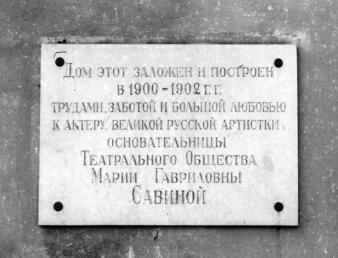 Дом этот заложен и построен
в 1900-1902 г.г.
трудами, заботой и большой любовью
к актеру, великой русской артистки,
основательницы
Театрального Общества
Марии Гавриловны
Савиной